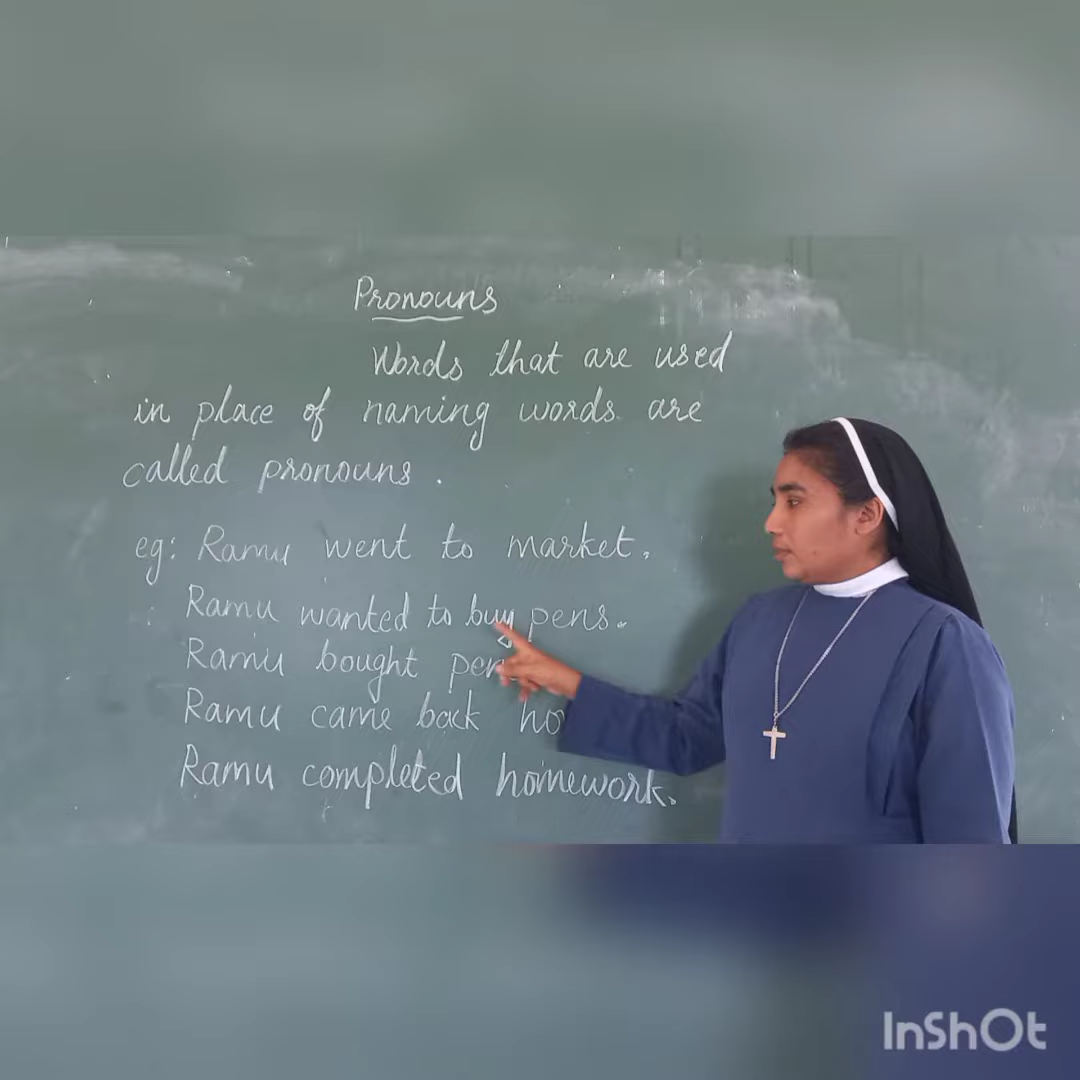 Pronouns
Words that are used
in place of naming words are
called pronouns.
eg: Ramu went to market.
Ramu wanted to buy pens.
Ramu bought
Ramu came back
Ramu completed homework.
InShOt